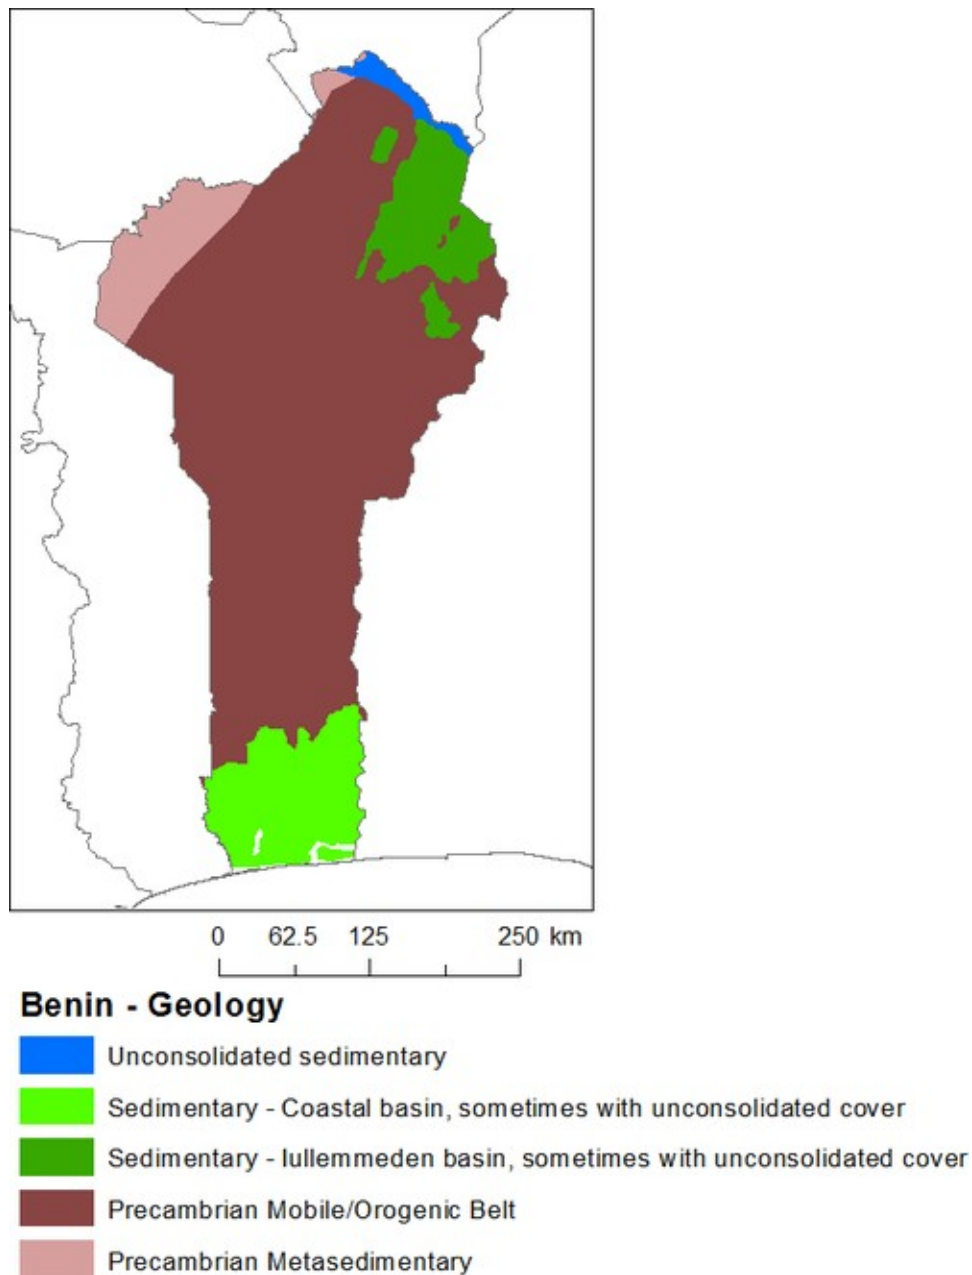 0 62.5 125 250 km
Benin - Geology
Unconsolidated sedimentary
Sedimentary - Coastal basin, sometimes with unconsolidated cover
Sedimentary - Iullemmeden basin, sometimes with unconsolidated cover
Precambrian Mobile/Orogenic Belt
Precambrian Metasedimentary